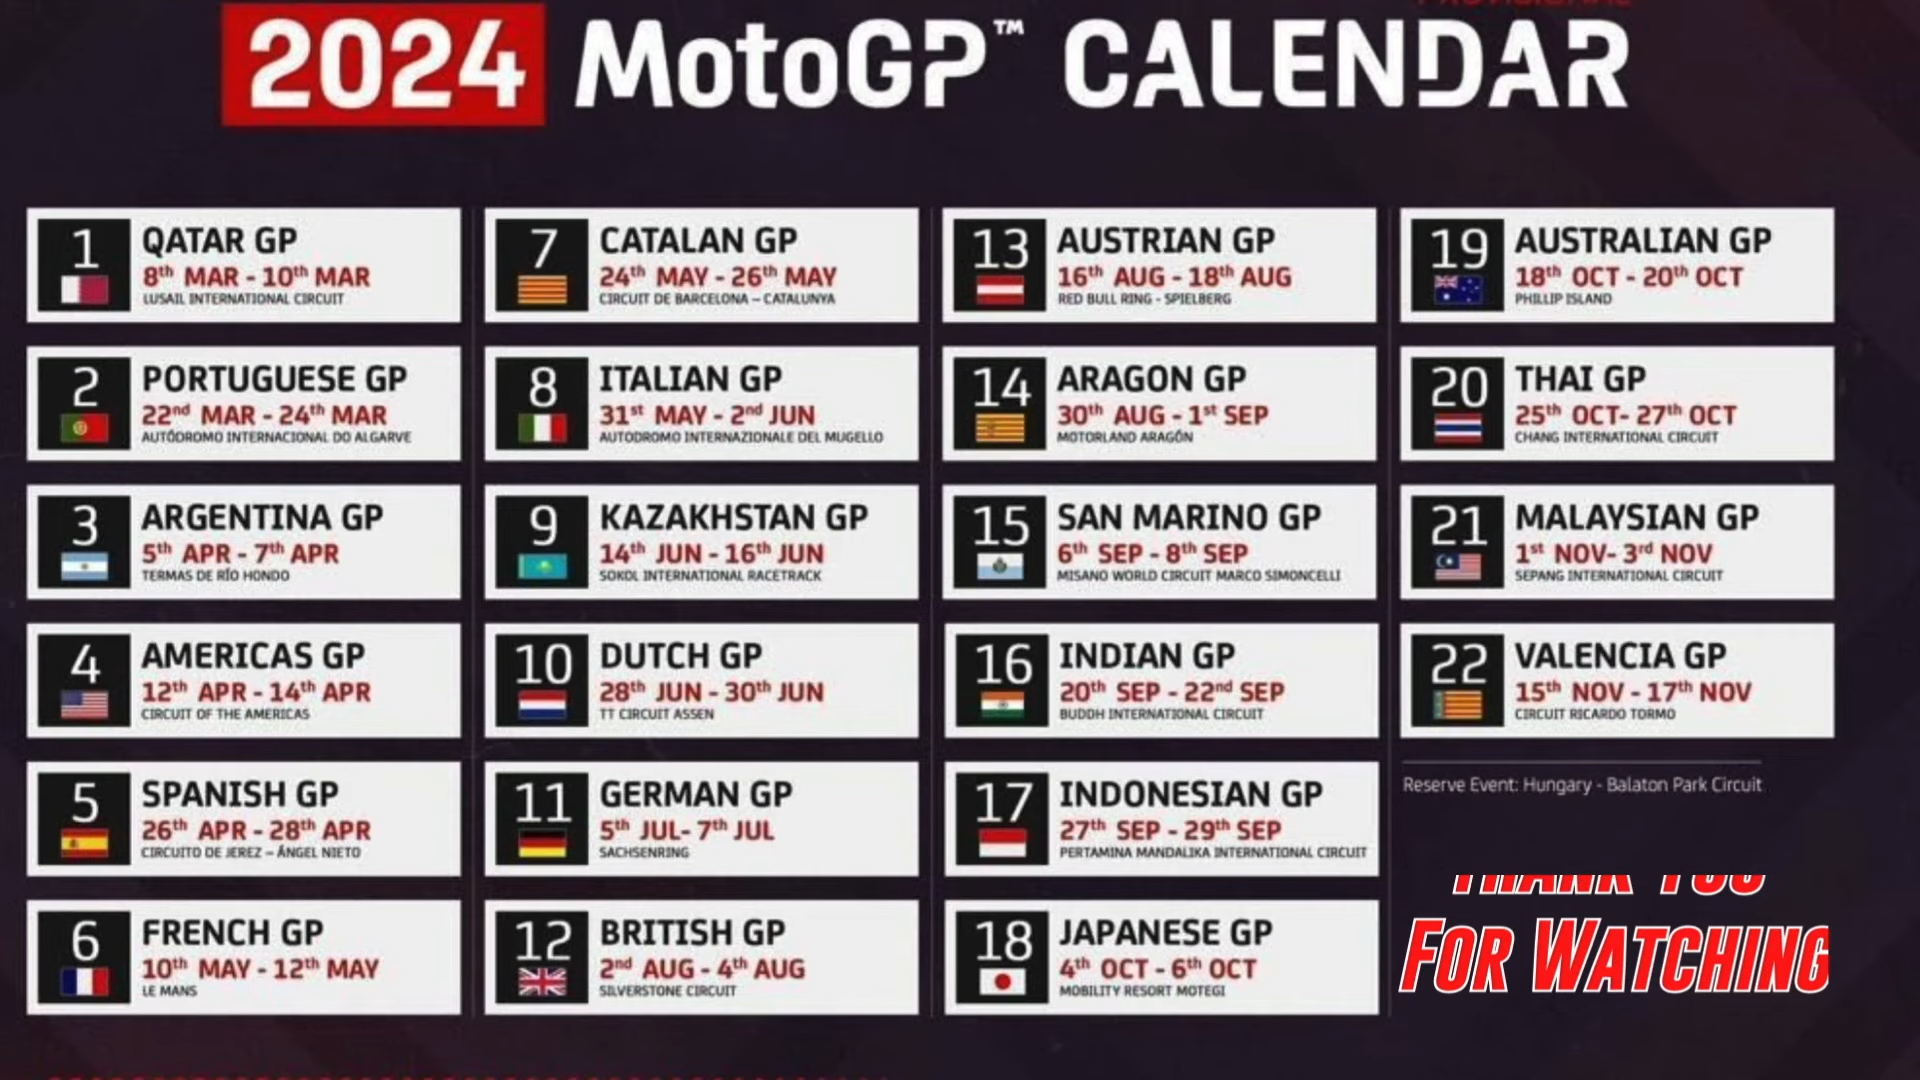 PROVISIONAL
2024 MotoGP™ CALENDAR
1
QATAR GP
8th MAR - 10th MAR
LUSAIL INTERNATIONAL CIRCUIT
2
PORTUGUESE GP
22nd MAR - 24th MAR
AUTÓDROMO INTERNACIONAL DO ALGARVE
3
ARGENTINA GP
5th APR - 7th APR
TERMAS DE RÍO HONDO
4
AMERICAS GP
12th APR - 14th APR
CIRCUIT OF THE AMERICAS
5
SPANISH GP
26th APR - 28th APR
CIRCUITO DE JEREZ – ÁNGEL NIETO
6
FRENCH GP
10th MAY - 12th MAY
LE MANS
7
CATALAN GP
24th MAY - 26th MAY
CIRCUIT DE BARCELONA – CATALUNYA
8
ITALIAN GP
31st MAY - 2nd JUN
AUTODROMO INTERNAZIONALE DEL MUGELLO
9
KAZAKHSTAN GP
14th JUN - 16th JUN
SOKOL INTERNATIONAL RACETRACK
10
DUTCH GP
28th JUN - 30th JUN
TT CIRCUIT ASSEN
11
GERMAN GP
5th JUL- 7th JUL
SACHSENRING
12
BRITISH GP
2nd AUG - 4th AUG
SILVERSTONE CIRCUIT
13
AUSTRIAN GP
16th AUG - 18th AUG
RED BULL RING - SPIELBERG
14
ARAGON GP
30th AUG - 1st SEP
MOTORLAND ARAGÓN
15
SAN MARINO GP
6th SEP - 8th SEP
MISANO WORLD CIRCUIT MARCO SIMONCELLI
16
INDIAN GP
20th SEP - 22nd SEP
BUDDH INTERNATIONAL CIRCUIT
17
INDONESIAN GP
27th SEP - 29th SEP
PERTAMINA MANDALIKA INTERNATIONAL CIRCUIT
18
JAPANESE GP
4th OCT - 6th OCT
MOBILITY RESORT MOTEGI
19
AUSTRALIAN GP
18th OCT - 20th OCT
PHILLIP ISLAND
20
THAI GP
25th OCT- 27th OCT
CHANG INTERNATIONAL CIRCUIT
21
MALAYSIAN GP
1st NOV- 3rd NOV
SEPANG INTERNATIONAL CIRCUIT
22
VALENCIA GP
15th NOV - 17th NOV
CIRCUIT RICARDO TORMO
Reserve Event: Hungary - Balaton Park Circuit
THANK YOU
FOR WATCHING